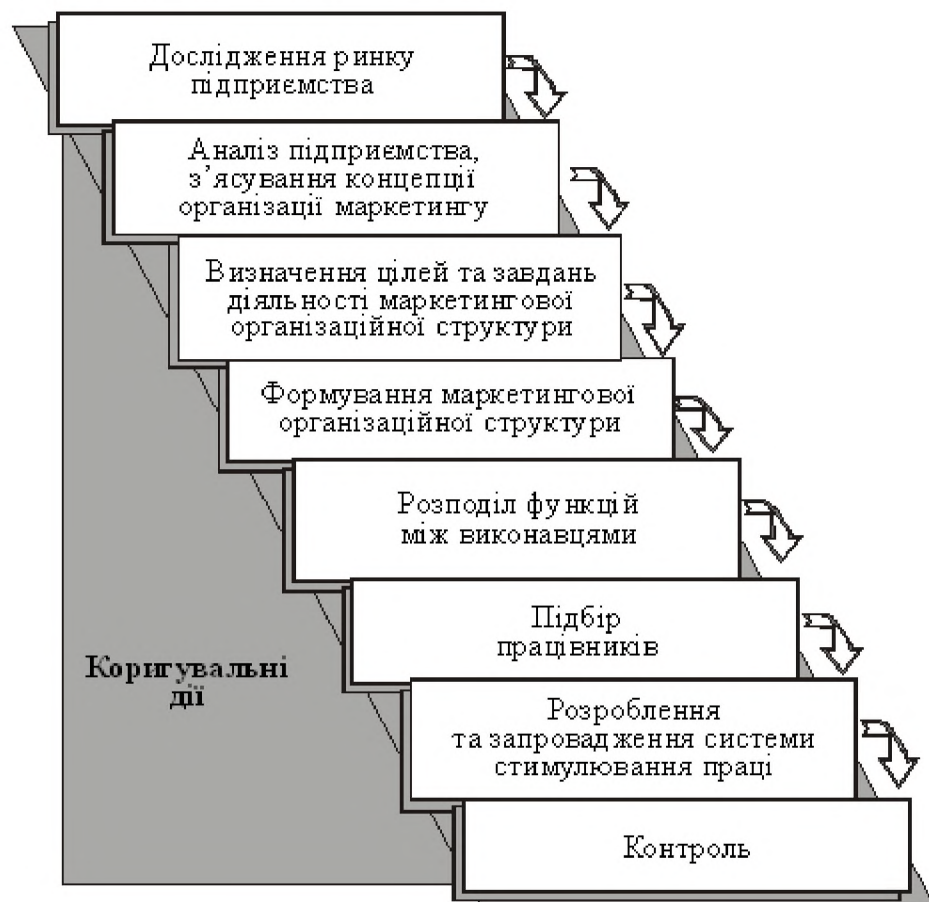 Дослідження ринку
підприємства
Аналіз підприємства,
з’ясування концепції
організації маркетингу
Визначення цілей та завдань
діяльності маркетингової
організаційної структури
Формування маркетингової
організаційної структури
Розподіл функцій
між виконавцями
Підбір
працівників
Коригувальні
дії
Розроблення
та запровадження системи
стимулювання праці
Контроль